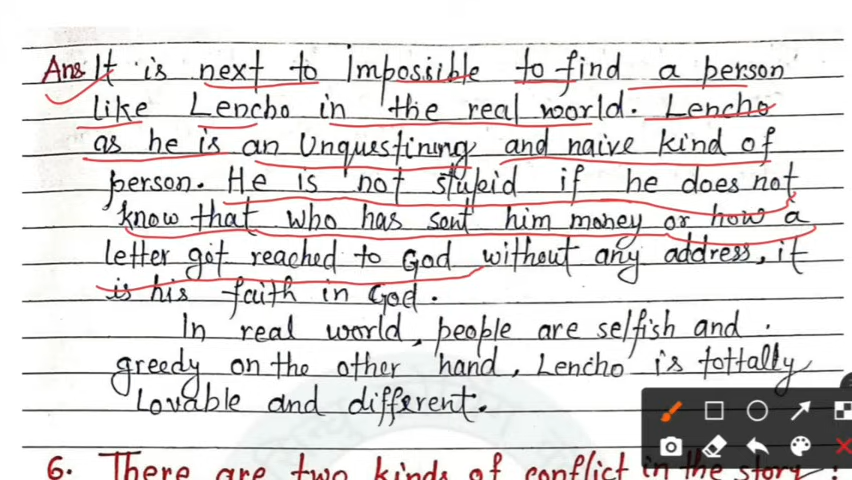 Ans It is next to Impossible to find a person
like Lencho in the real world. Lencho
as he is an Unquestining and naive kind of
person. He is not stupid if he does not
know that who has sent him money or how a
letter got reached to God without any address, it
is his faith in God.
In real world, people are selfish and
greedy on the other hand, Lencho is tottally
Lovable and different.
6. There are two kinds of conflict in the story :